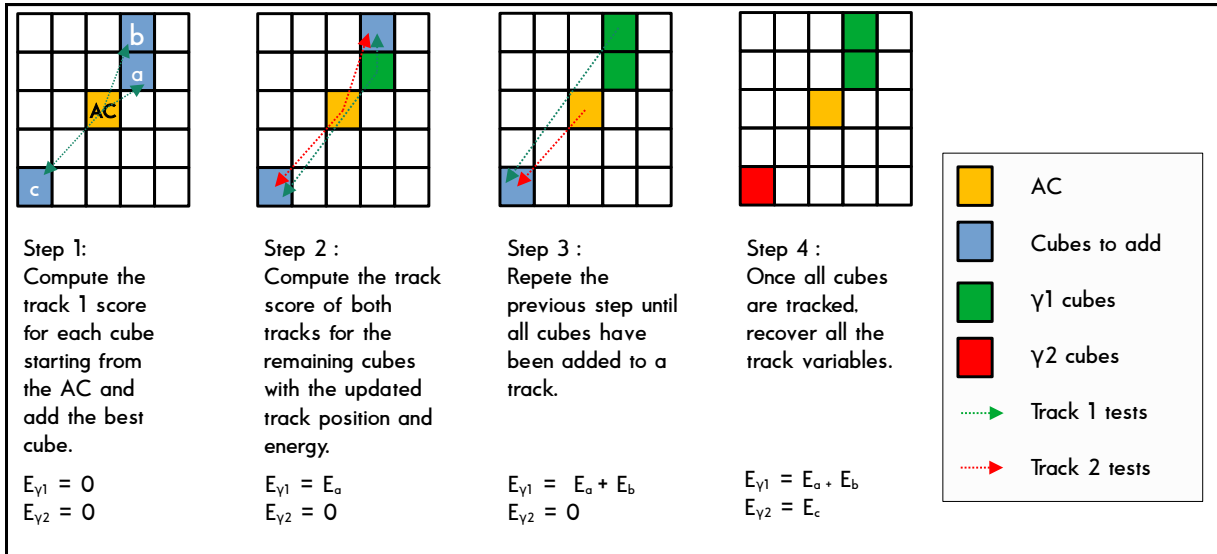 b
a
AC
c
Step 1:
Compute the
track 1 score
for each cube
starting from
the AC and
add the best
cube.
Eγ1 = 0
Eγ2 = 0
Step 2 :
Compute the track
score of both
tracks for the
remaining cubes
with the updated
track position and
energy.
Eγ1 = Ea
Eγ2 = 0
Step 3 :
Repete the
previous step until
all cubes have
been added to a
track.
Eγ1 = Ea + Eb
Eγ2 = 0
Step 4 :
Once all cubes
are tracked,
recover all the
track variables.
Eγ1 = Ea + Eb
Eγ2 = Ec
AC
Cubes to add
γ1 cubes
γ2 cubes
Track 1 tests
Track 2 tests